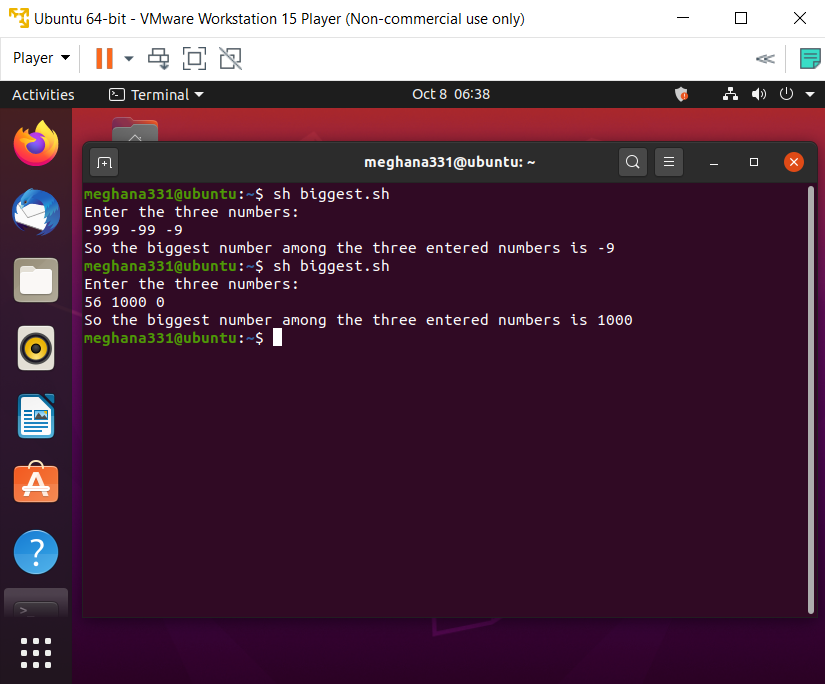 Ubuntu 64-bit - VMware Workstation 15 Player (Non-commercial use only)
Player
Activities
Terminal
Oct 8 06:38
meghana331@ubuntu: ~
meghana331@ubuntu:~$ sh biggest.sh
Enter the three numbers:
-999 -99 -9
So the biggest number among the three entered numbers is -9
meghana331@ubuntu:~$ sh biggest.sh
Enter the three numbers:
56 1000 0
So the biggest number among the three entered numbers is 1000
meghana331@ubuntu:~$